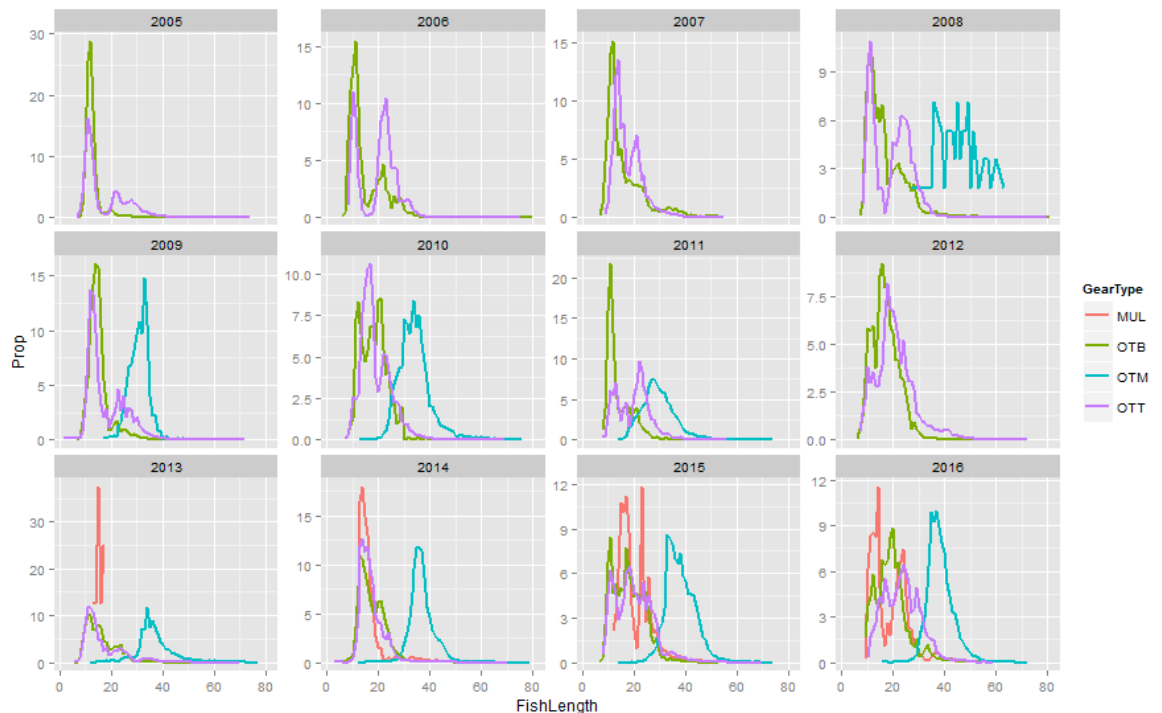 2005 2006 2007 2008
30 15 15 9
20 10 10 6
10 5 5 3
0 0 0 0
2009 2010 2011 2012
15 10.0 20 7.5
10 7.5 15 5.0
5 5.0 10 2.5
0 2.5 5 0.0
0.0 0
2013 2014 2015 2016
30 15 12 12
20 10 9 9
10 5 6 6
0 0 3 3
0 0
0 20 40 60 80 0 20 40 60 80 0 20 40 60 80 0 20 40 60 80
FishLength
Prop
GearType
MUL
OTB
OTM
OTT